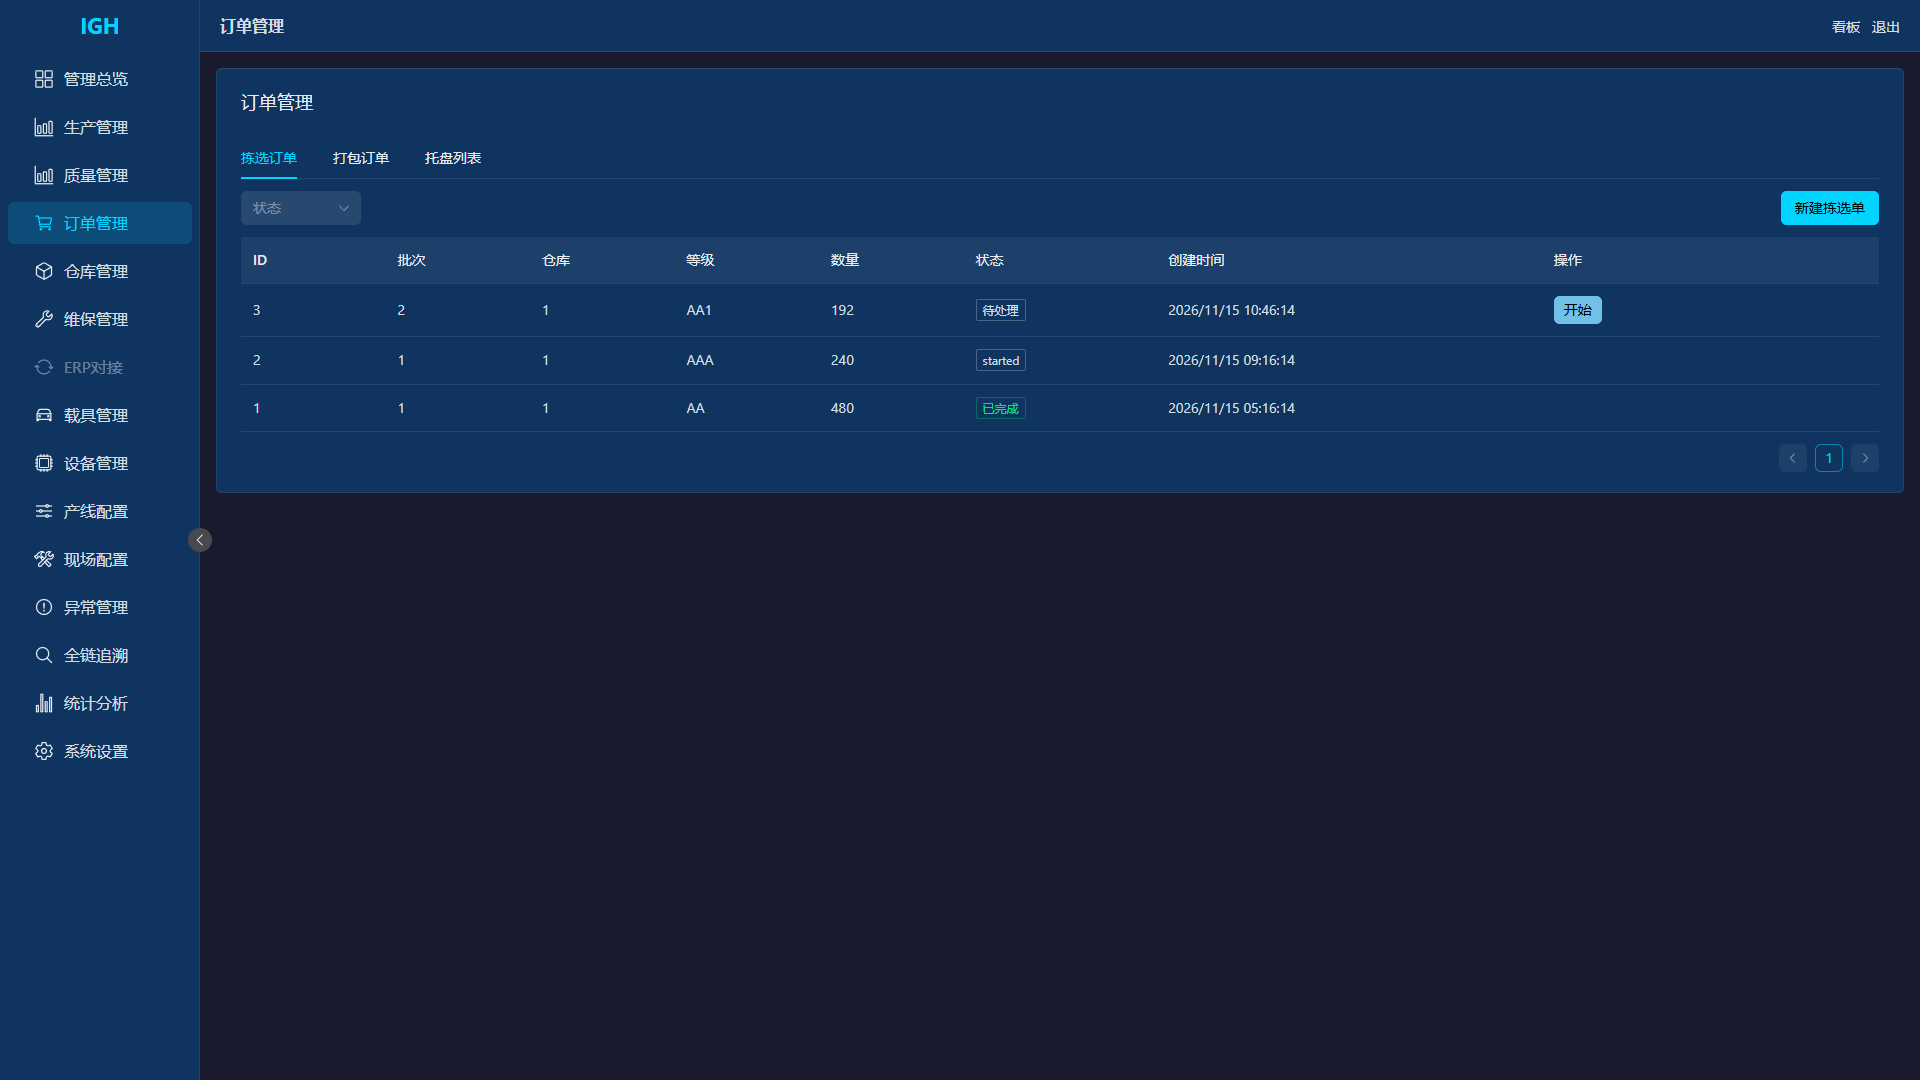 IGH
管理总览
生产管理
质量管理
订单管理
仓库管理
维保管理
ERP对接
载具管理
设备管理
产线配置
现场配置
异常管理
全链追溯
统计分析
系统设置
订单管理
看板 退出
订单管理
拣选订单 打包订单 托盘列表
状态
新建拣选单
ID 批次 仓库 等级 数量 状态 创建时间 操作
3 2 1 AA1 192 待处理 2026/11/15 10:46:14 开始
2 1 1 AAA 240 started 2026/11/15 09:16:14
1 1 1 AA 480 已完成 2026/11/15 05:16:14
1